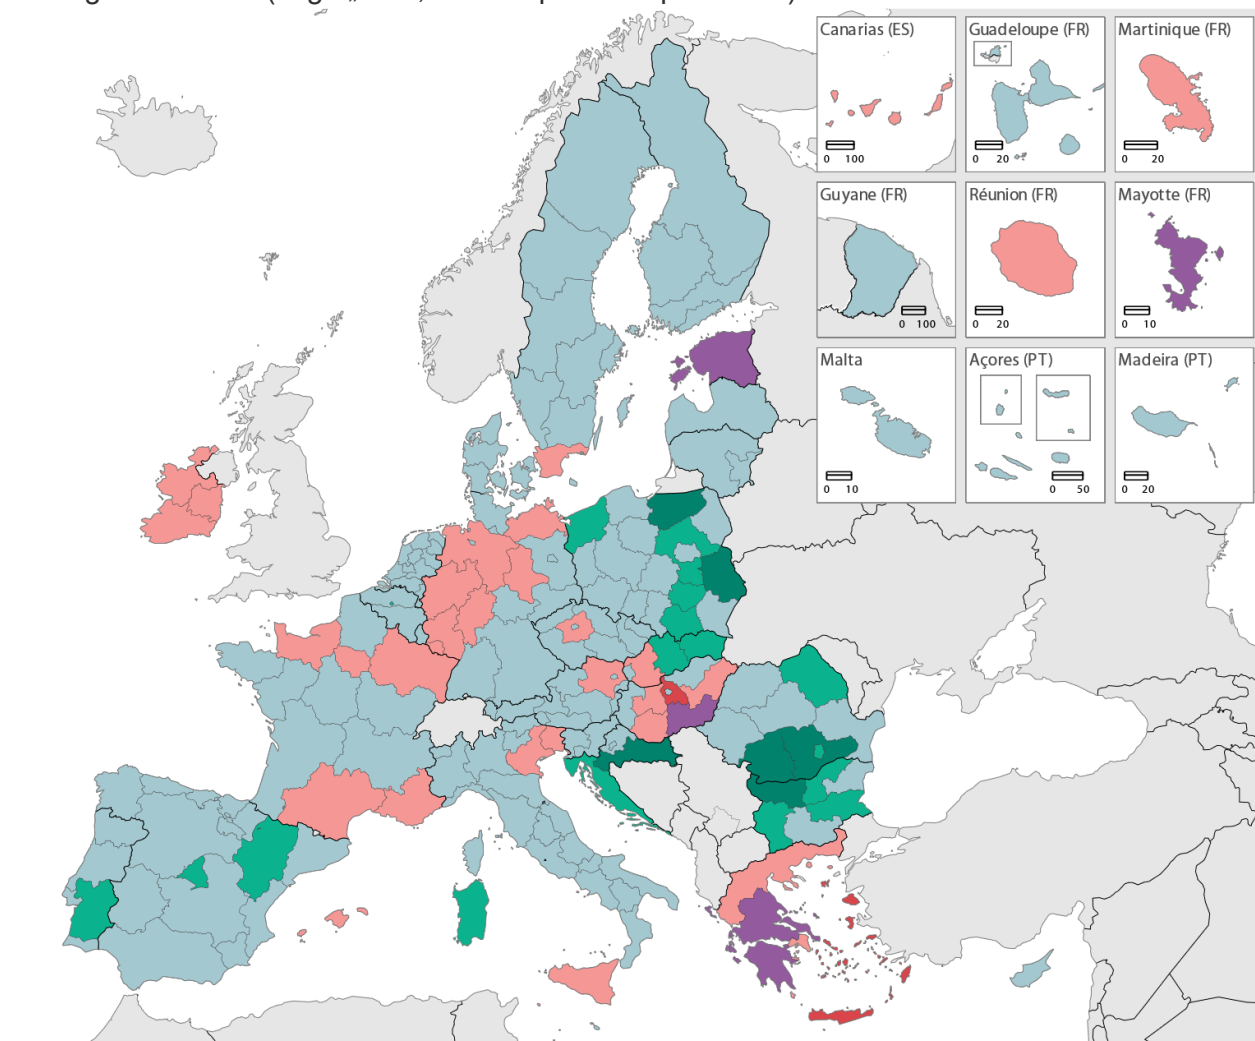 Canarias (ES)
0 100
Guadeloupe (FR)
0 20
Martinique (FR)
0 20
Guyane (FR)
0 100
Réunion (FR)
0 20
Mayotte (FR)
0 10
Malta
0 10
Açores (PT)
0 50
Madeira (PT)
0 20